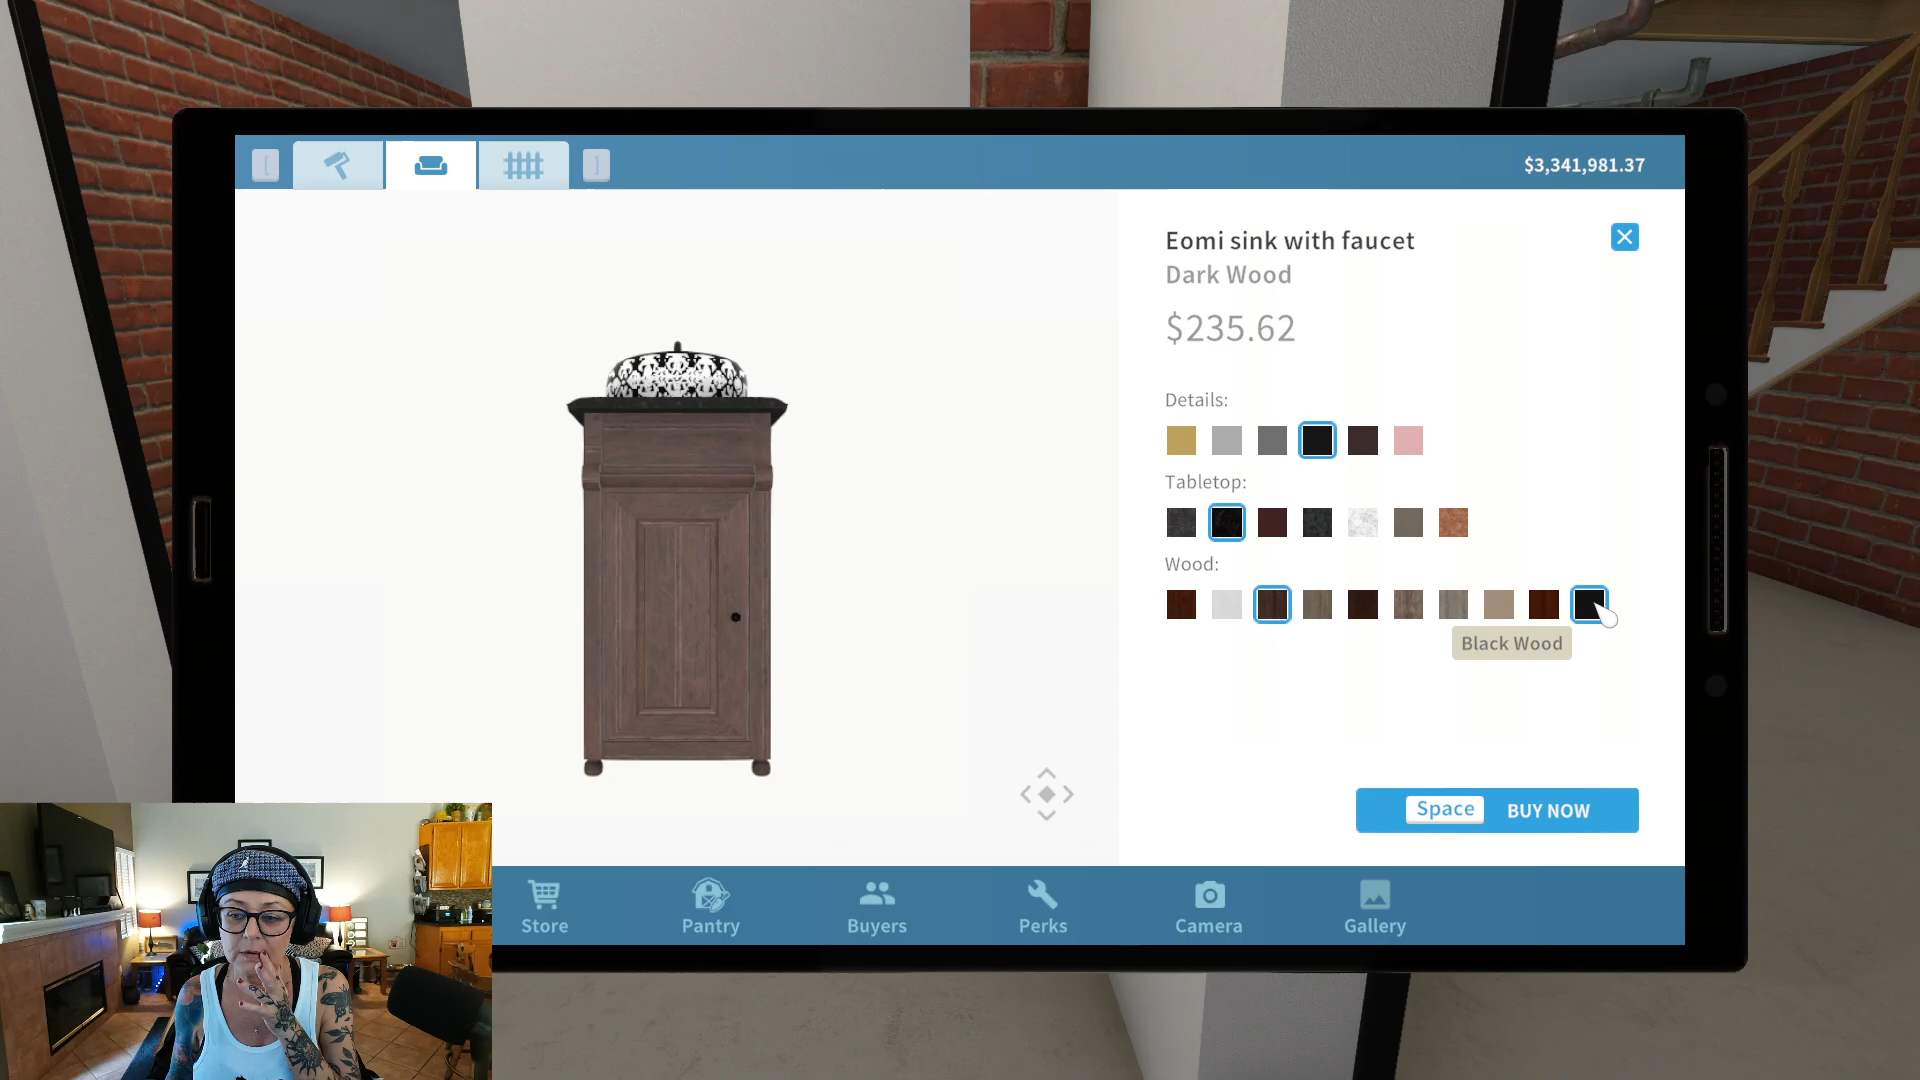 [
]
$3,341,981.37
Eomi sink with faucet
Dark Wood
$235.62
Details:
Tabletop:
Wood:
Black Wood
Space BUY NOW
Store
Pantry
Buyers
Perks
Camera
Gallery